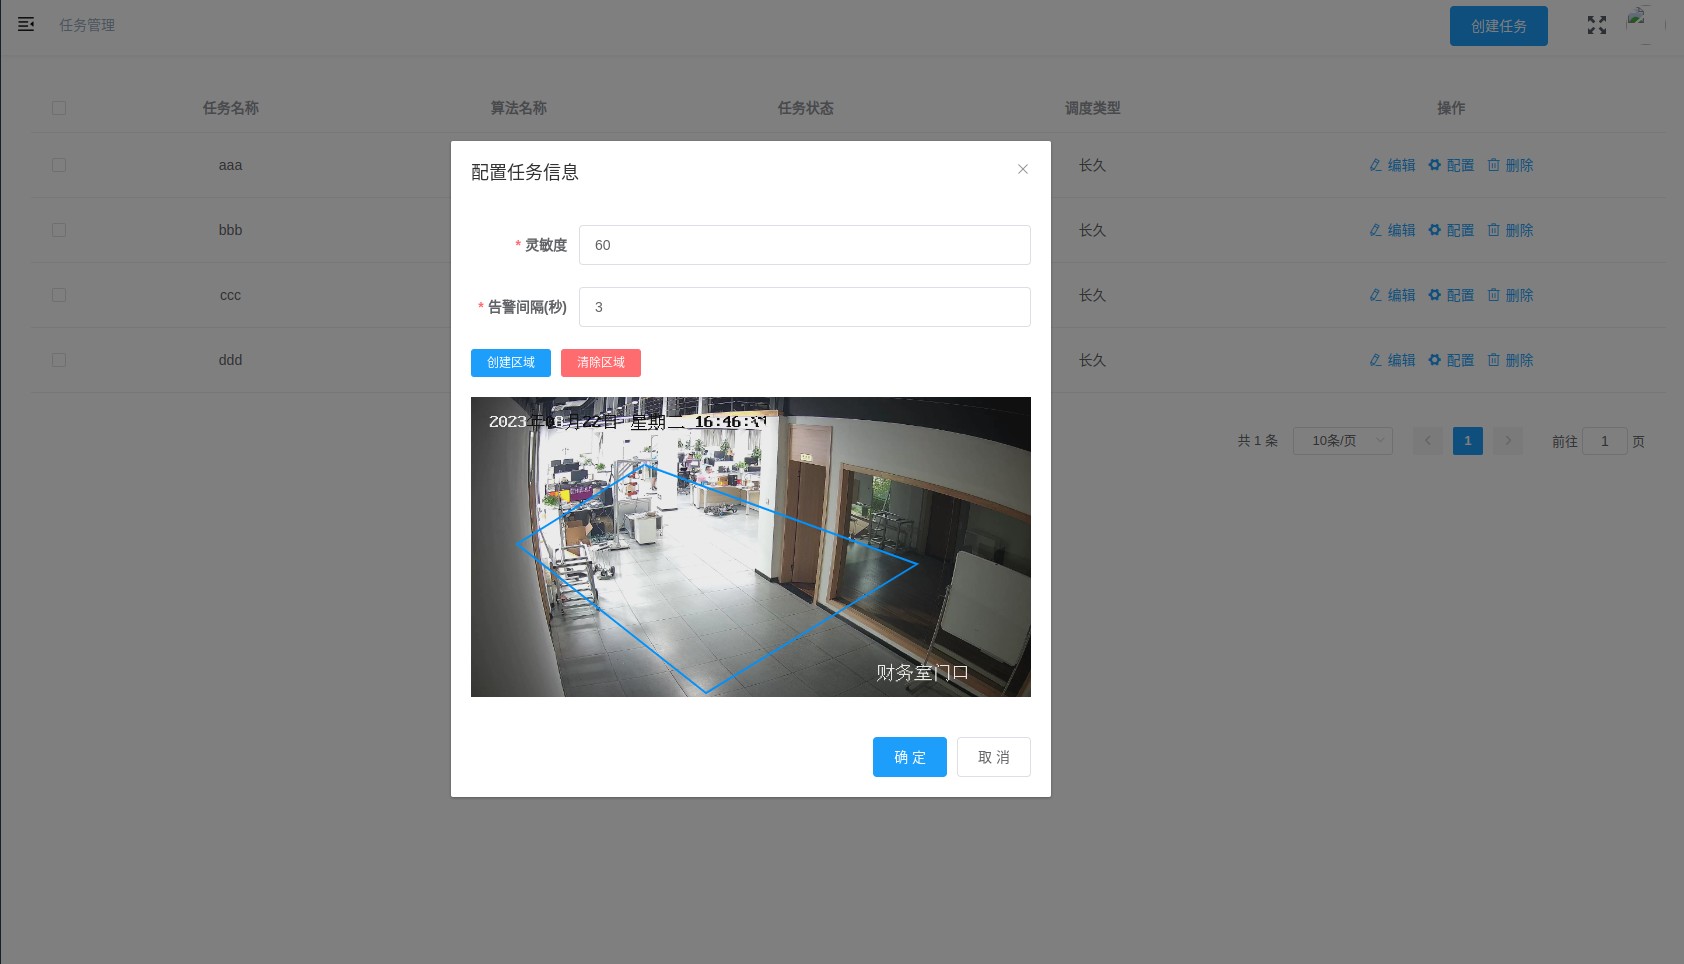 任务管理
创建任务
任务名称 算法名称 任务状态 调度类型 操作
aaa 长久 编辑 配置 删除
bbb 长久 编辑 配置 删除
ccc 长久 编辑 配置 删除
ddd 长久 编辑 配置 删除
共 1 条 10条/页 1 前往 1 页
配置任务信息
* 灵敏度 60
* 告警间隔(秒) 3
创建区域 清除区域
2023年08月22日 星期二 16:46:
财务室门口
确 定 取 消